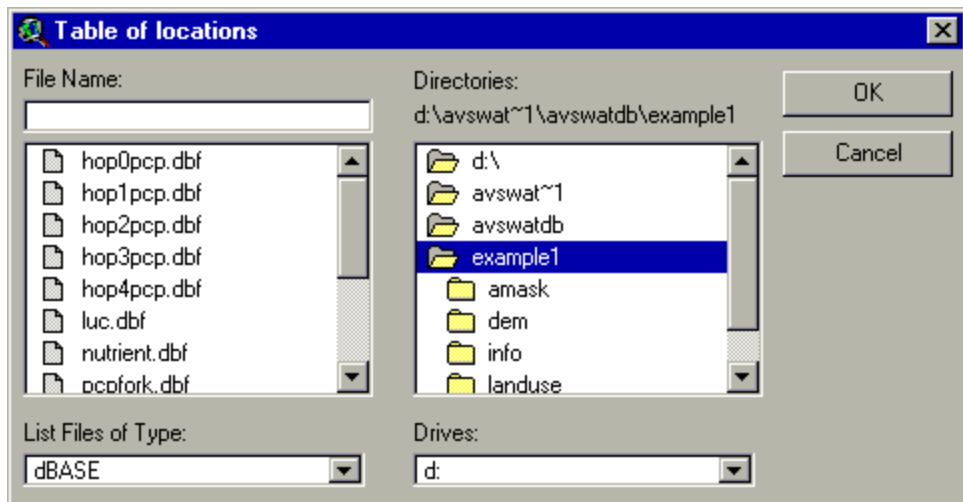 Table of locations
File Name:
Directories:
d:\avswat~1\avswatdb\example1
OK
Cancel
hop0pcp.dbf
hop1pcp.dbf
hop2pcp.dbf
hop3pcp.dbf
hop4pcp.dbf
luc.dbf
nutrient.dbf
pcpfork.dbf
d:\
avswat~1
avswatdb
example1
amask
dem
info
landuse
List Files of Type:
dBASE
Drives:
d: